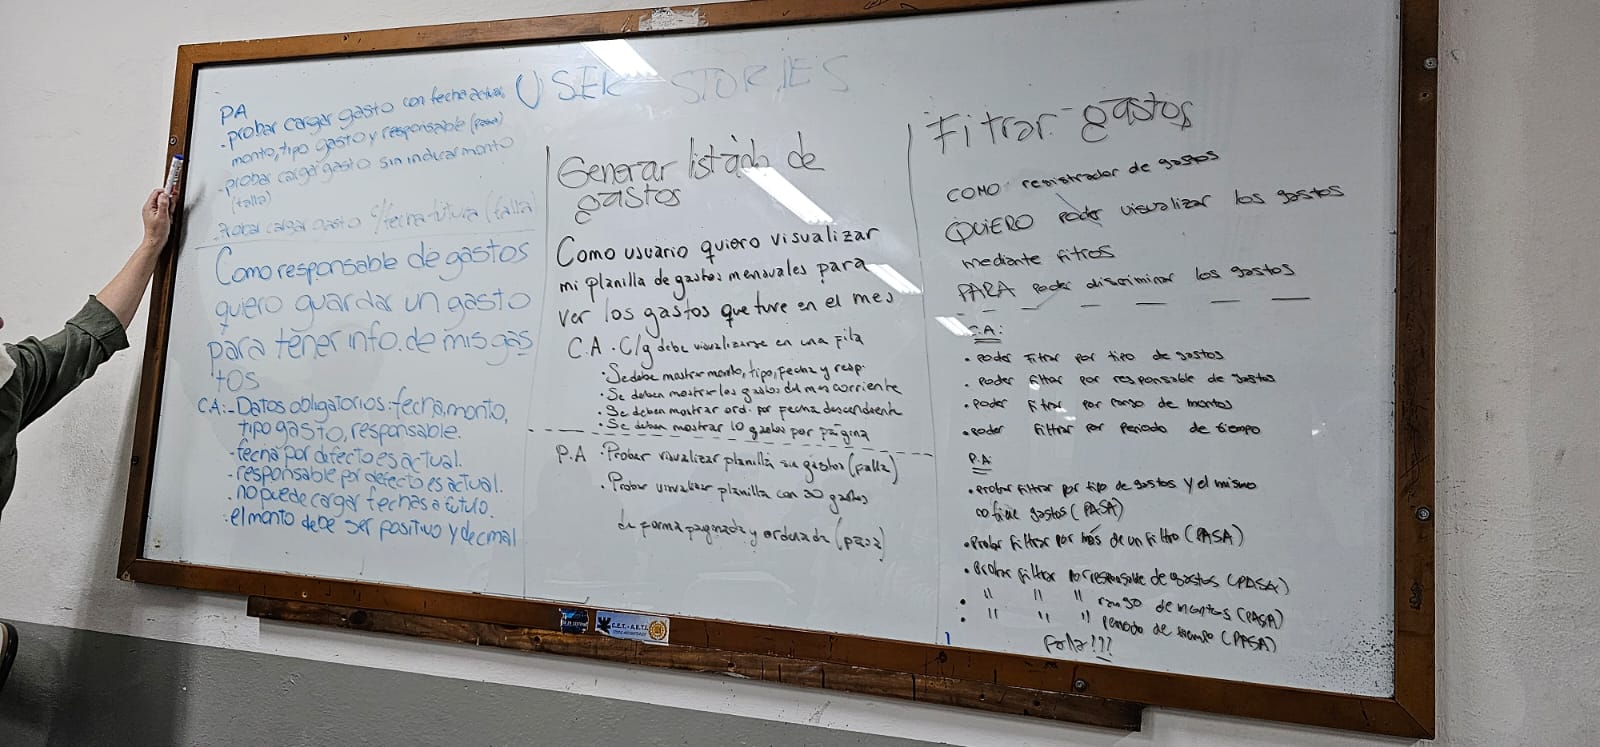 USER STORIES
PA
- probar cargar gasto con fecha actual,
monto, tipo gasto y responsable (pasa)
- probar cargar gasto sin indicar monto
(falla)
- Probar cargar gasto c/fecha futura (falla)
Como responsable de gastos
quiero guardar un gasto
para tener info. de mis gas
tos
CA: - Datos obligatorios: fecha, monto,
tipo gasto, responsable.
- fecha por defecto es actual.
- responsable por defecto es actual.
- no puede cargar fechas a futuro.
- el monto debe ser positivo y decimal
Generar listado de
gastos
Como usuario quiero visualizar
mi planilla de gastos mensuales para
ver los gastos que tuve en el mes
C.A • C/g debe visualizarse en una fila
• Se debe mostrar monto, tipo, fecha y resp.
• Se deben mostrar los gastos del mes corriente
• Se deben mostrar ord. por fecha descendente
• Se deben mostrar 10 gastos por página
P.A • Probar visualizar planilla sin gastos (falla)
• Probar visualizar planilla con 30 gastos
de forma paginada y ordenada (pasa)
Filtrar gastos
COMO registrador de gastos
QUIERO poder visualizar los gastos
mediante filtros
PARA poder discriminar los gastos
C.A:
• Poder filtrar por tipo de gastos
• Poder filtrar por responsable de gastos
• Poder filtrar por rango de montos
• Poder filtrar por periodo de tiempo
P.A:
• Probar filtrar por tipo de gastos y el mismo
gastos (PASA)
• Probar filtrar por más de un filtro (PASA)
• Probar filtrar por responsable de gastos (PASA)
• " " " rango de montos (PASA)
• " " " periodo de tiempo (PASA)
Falla!??